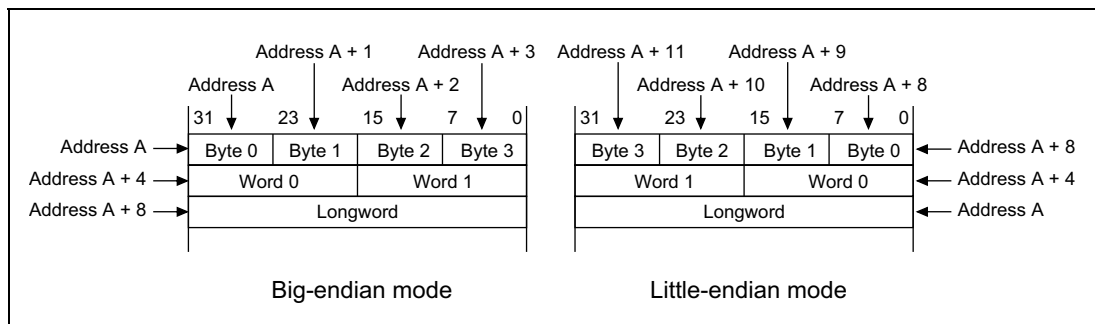 Address A + 1 Address A + 3 Address A + 11 Address A + 9
Address A Address A + 2 Address A + 10 Address A + 8
31 23 15 7 0 31 23 15 7 0
Address A Byte 0 Byte 1 Byte 2 Byte 3 Byte 3 Byte 2 Byte 1 Byte 0 Address A + 8
Address A + 4 Word 0 Word 1 Word 1 Word 0 Address A + 4
Address A + 8 Longword Longword Address A
Big-endian mode Little-endian mode